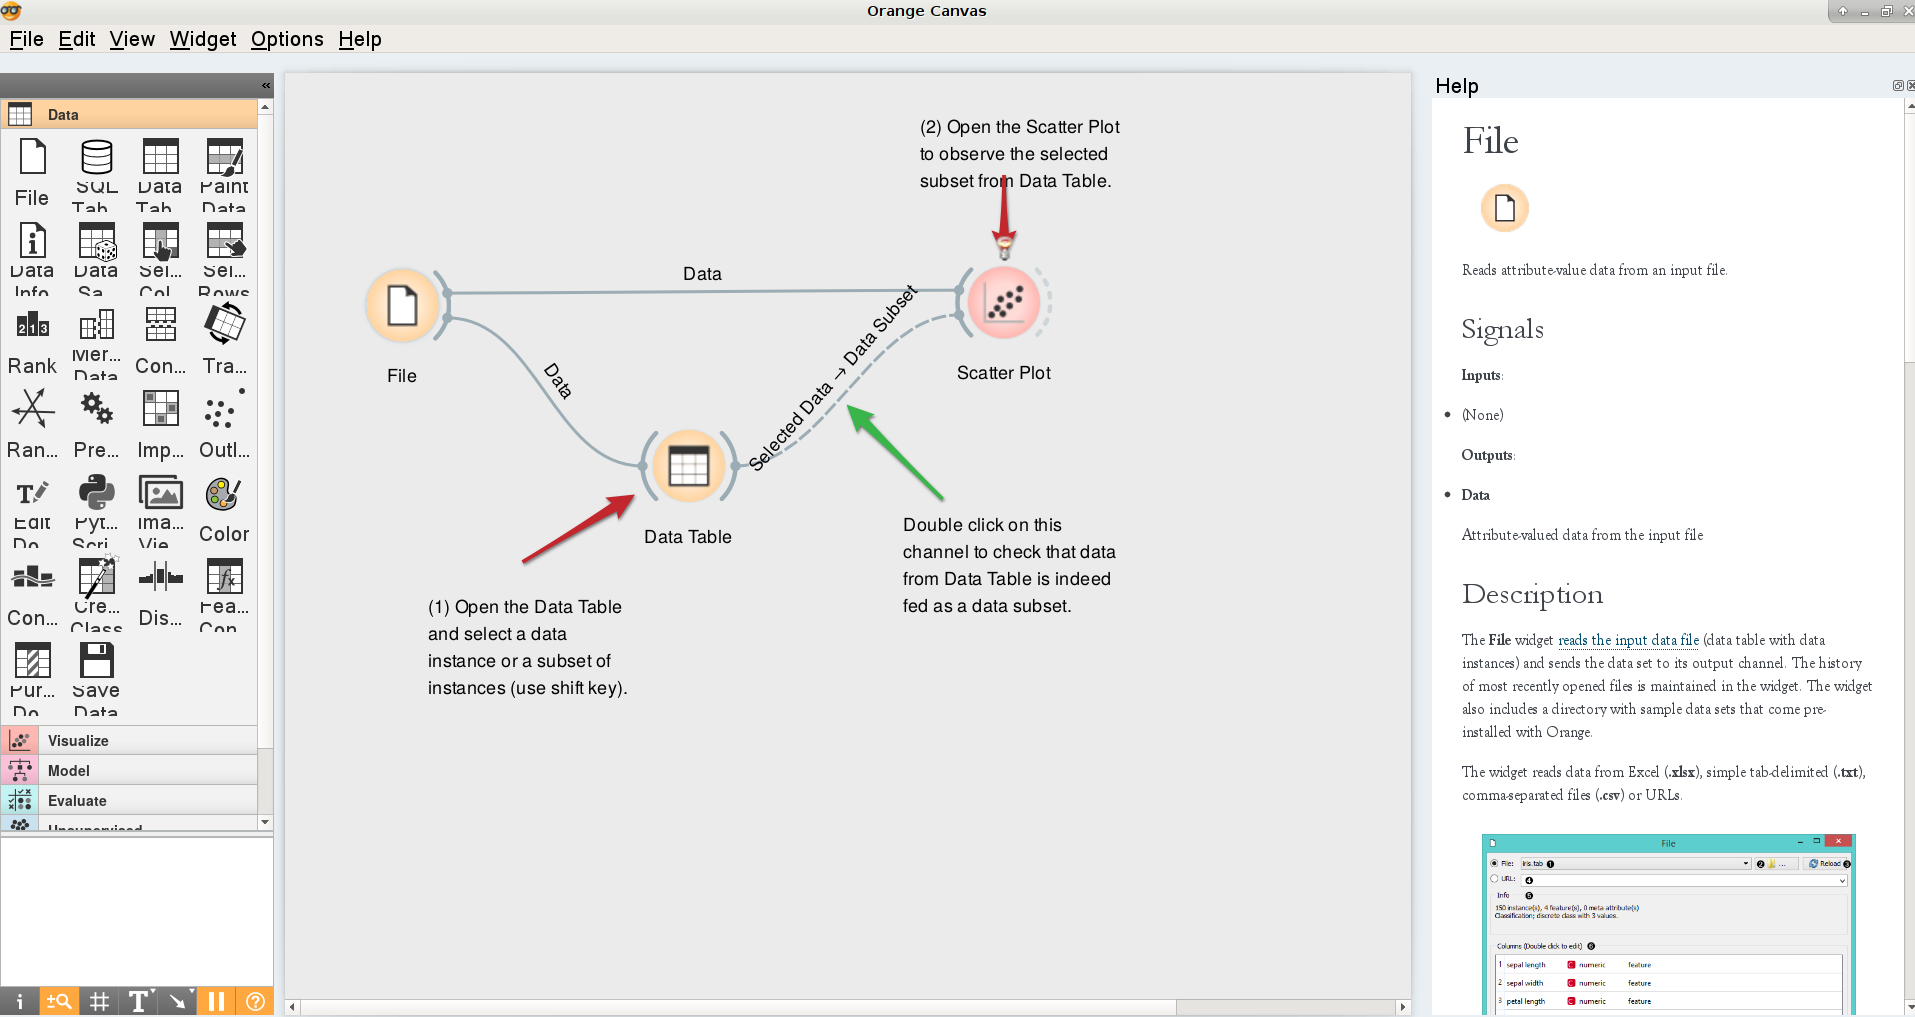 Orange Canvas
File Edit View Widget Options Help
«
Data
File
SQL
Tab...
Data
Tab...
Paint
Data
Data
Info
Data
Sa...
Sel...
Col...
Sel...
Rows
Rank
Mer...
Data
Con...
Tra...
Ran...
Pre...
Imp...
Outl...
Edit
Do...
Pyt...
Scri...
Ima...
Vie...
Color
Con...
Cre...
Class
Dis...
Fea...
Con...
Pur...
Do...
Save
Data
Visualize
Model
Evaluate
Unsupervised
(2) Open the Scatter Plot
to observe the selected
subset from Data Table.
Data
File
Data
Selected Data → Data Subset
Scatter Plot
Data Table
Double click on this
channel to check that data
from Data Table is indeed
fed as a data subset.
(1) Open the Data Table
and select a data
instance or a subset of
instances (use shift key).
Help
File
Reads attribute-value data from an input file.
Signals
Inputs:
• (None)
Outputs:
• Data
Attribute-valued data from the input file
Description
The File widget reads the input data file (data table with data
instances) and sends the data set to its output channel. The history
of most recently opened files is maintained in the widget. The widget
also includes a directory with sample data sets that come pre-
installed with Orange.
The widget reads data from Excel (.xlsx), simple tab-delimited (.txt),
comma-separated files (.csv) or URLs.
File
File: iris.tab 1 2 ... Reload 3
URL: 4
Info 5
150 instance(s), 4 feature(s), 0 meta attribute(s)
Classification; discrete class with 3 values.
Columns (Double click to edit) 6
1 sepal length C numeric feature
2 sepal width C numeric feature
3 petal length C numeric feature